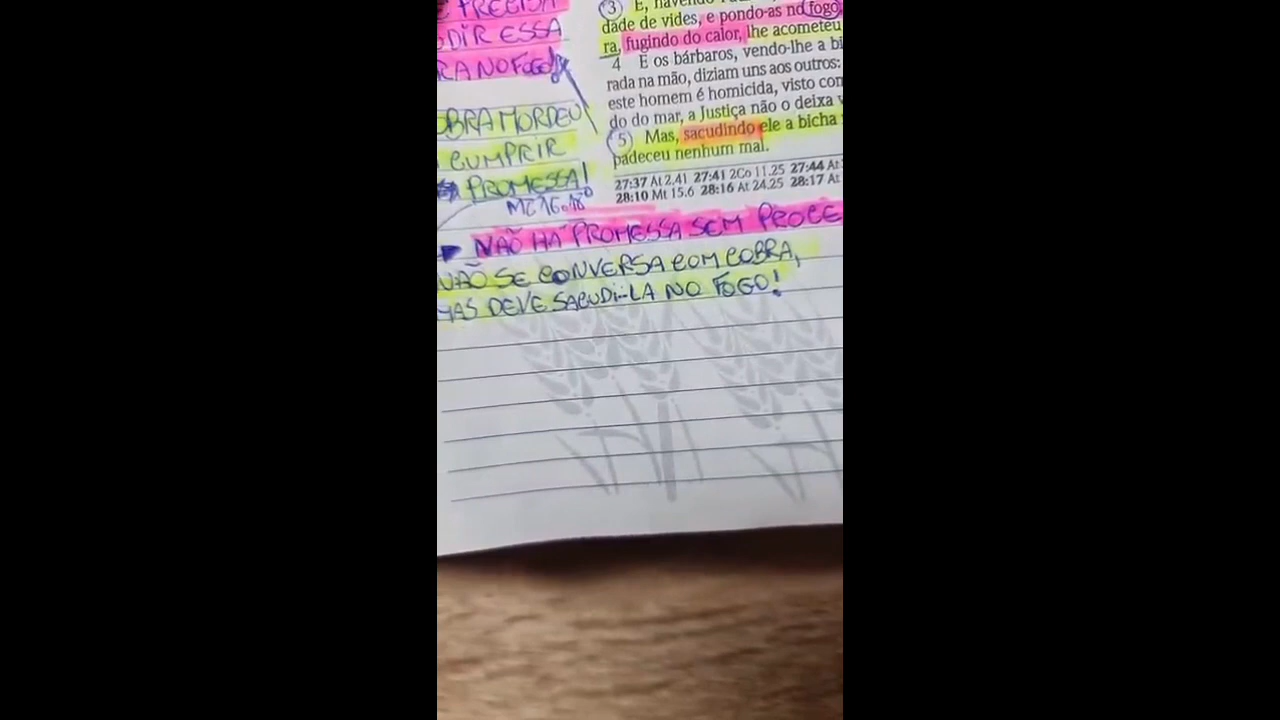 PRECISA
DIR ESSA
NO FOGO!
MORDEU
CUMPRIR
PROMESSA!
MC 16.18
3 E, havendo
dade de vides, e pondo-as no fogo,
ra, fugindo do calor, lhe acometeu
4 E os bárbaros, vendo-lhe a bi
rada na mão, diziam uns aos outros:
este homem é homicida, visto com
do do mar, a Justiça não o deixa v
5 Mas, sacudindo ele a bicha
padeceu nenhum mal.
27:37 At 2.41 27:41 2Co 11.25 27:44 At
28:10 Mt 15.6 28:16 At 24.25 28:17 At
NÃO HÁ PROMESSA SEM PROCE
NÃO SE CONVERSA COM COBRA,
MAS DEVE SACUDI-LA NO FOGO!